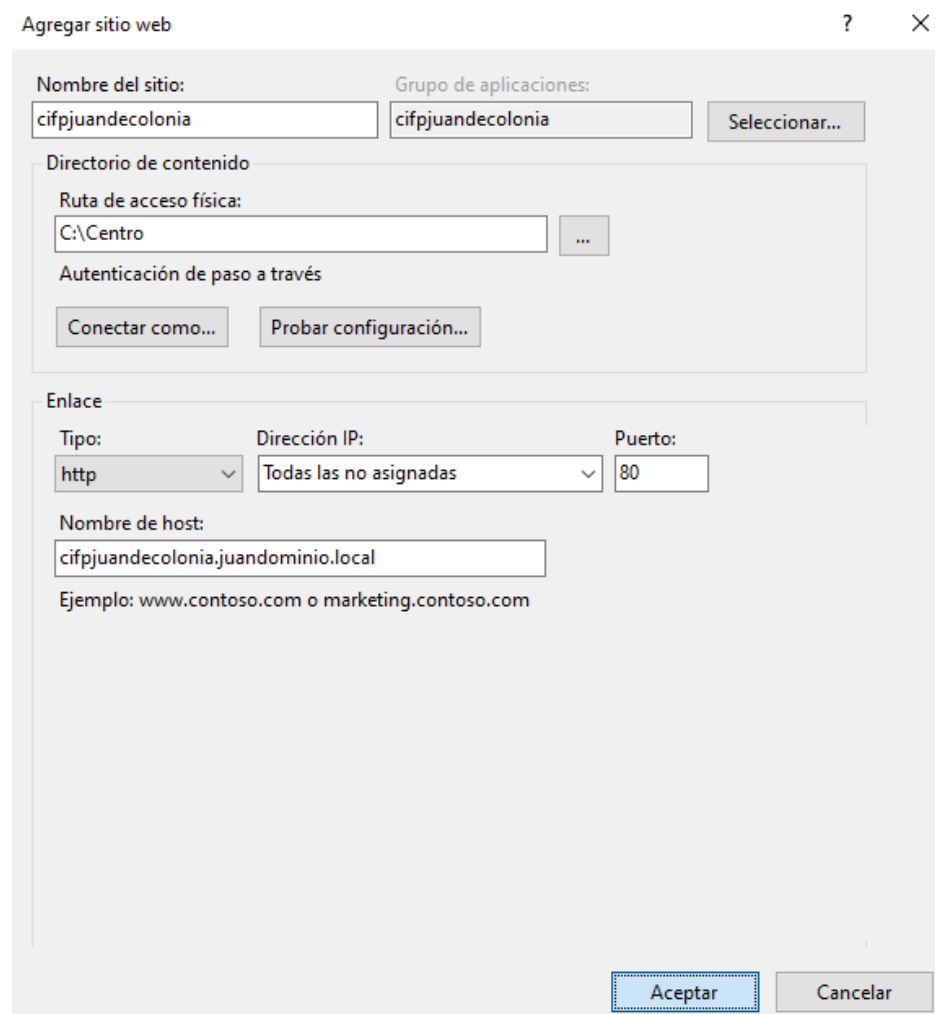 Agregar sitio web ? ×
Nombre del sitio: Grupo de aplicaciones:
cifpjuandecolonia cifpjuandecolonia Seleccionar...
Directorio de contenido
Ruta de acceso física:
C:\Centro ...
Autenticación de paso a través
Conectar como... Probar configuración...
Enlace
Tipo: Dirección IP: Puerto:
http Todas las no asignadas 80
Nombre de host:
cifpjuandecolonia.juandominio.local
Ejemplo: www.contoso.com o marketing.contoso.com
Aceptar Cancelar